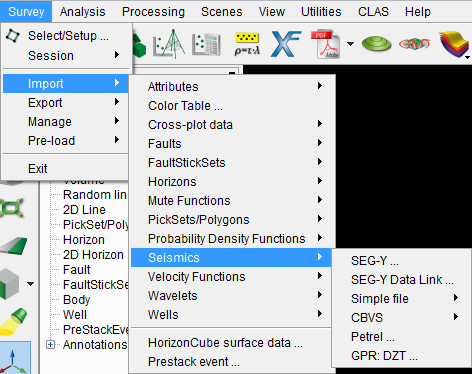 Survey Analysis Processing Scenes View Utilities CLAS Help
Select/Setup ...
Session
Import
Export
Manage
Pre-load
Exit
ρ=τ·λ
XF
PDF
Adobe
Attributes
Color Table ...
Cross-plot data
Faults
FaultStickSets
Horizons
Mute Functions
PickSets/Polygons
Probability Density Functions
Seismics
Velocity Functions
Wavelets
Wells
HorizonCube surface data ...
Prestack event ...
SEG-Y ...
SEG-Y Data Link ...
Simple file
CBVS
Petrel ...
GPR: DZT ...
Volume
Random lin
2D Line
PickSet/Poly
Horizon
2D Horizon
Fault
FaultStickSe
Body
Well
PreStackEve
Annotations